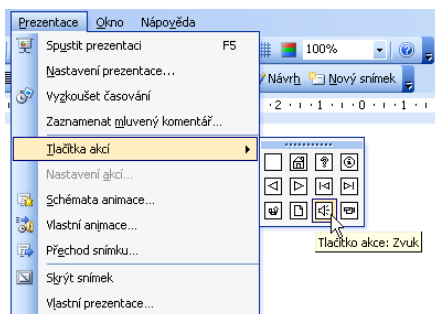 Prezentace Okno Nápověda
Spustit prezentaci F5
100%
Nastavení prezentace...
Návrh Nový snímek
Vyzkoušet časování
2 1 0 1
Zaznamenat mluvený komentář...
Tlačítka akcí
Nastavení akcí...
Schémata animace...
Vlastní animace...
Tlačítko akce: Zvuk
Přechod snímku...
Skrýt snímek
Vlastní prezentace...